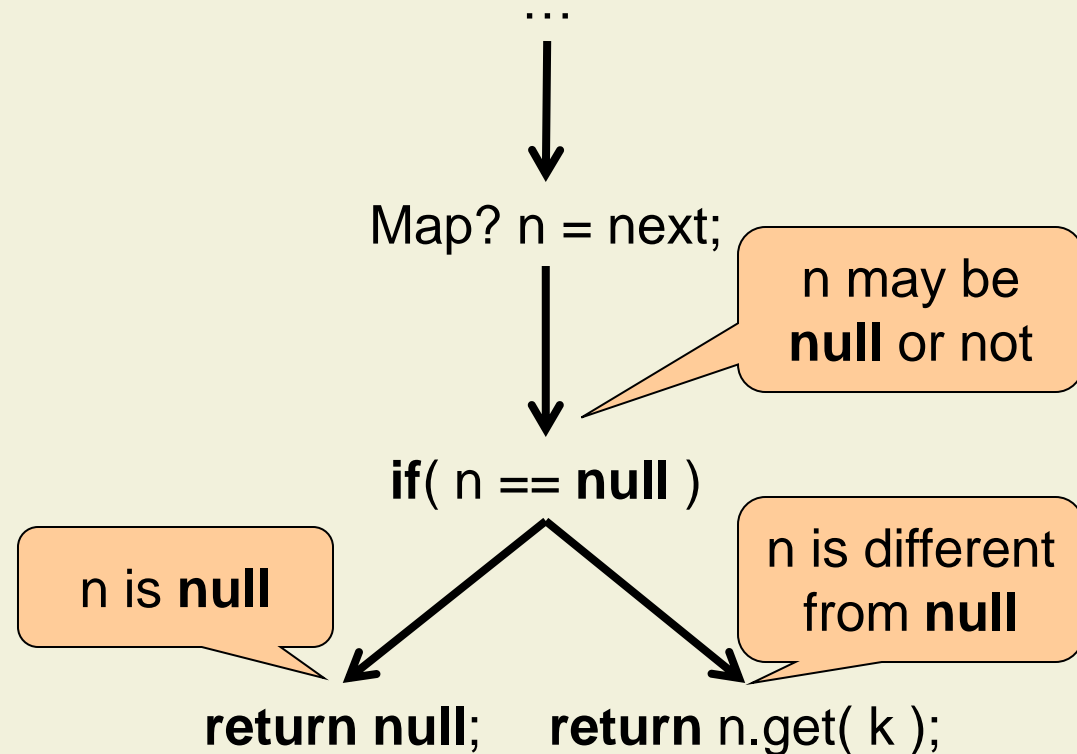 …
Map? n = next;
n may be
null or not
if( n == null )
n is null
n is different
from null
return null;
return n.get( k );